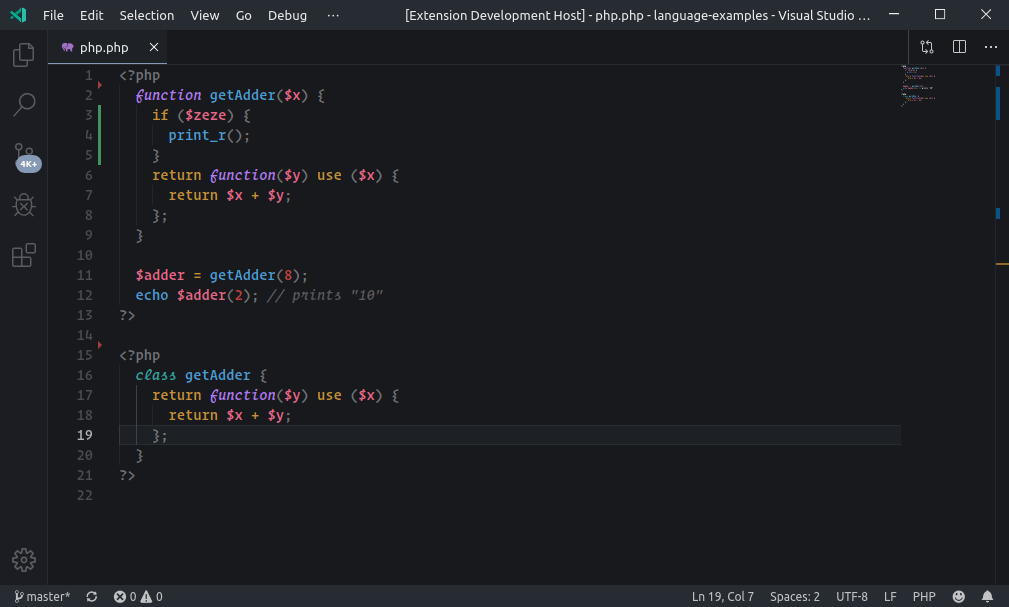 File Edit Selection View Go Debug ··· [Extension Development Host] - php.php - language-examples - Visual Studio ...
php.php
1 <?php
2 function getAdder($x) {
3 if ($zeze) {
4 print_r();
5 }
6 return function($y) use ($x) {
7 return $x + $y;
8 };
9 }
10
11 $adder = getAdder(8);
12 echo $adder(2); // prints "10"
13 ?>
14
15 <?php
16 class getAdder {
17 return function($y) use ($x) {
18 return $x + $y;
19 };
20 }
21 ?>
22
4K+
master* 0 0 Ln 19, Col 7 Spaces: 2 UTF-8 LF PHP